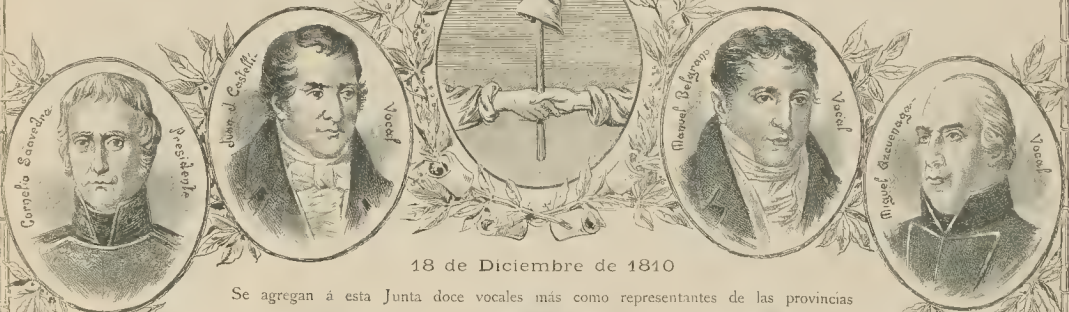 Cornelio Saavedra
Presidente
Juan J. Castelli
Vocal
Manuel Belgrano
Vocal
Miguel Azcuenaga
Vocal
18 de Diciembre de 1810
Se agregan á esta Junta doce vocales más como representantes de las provincias